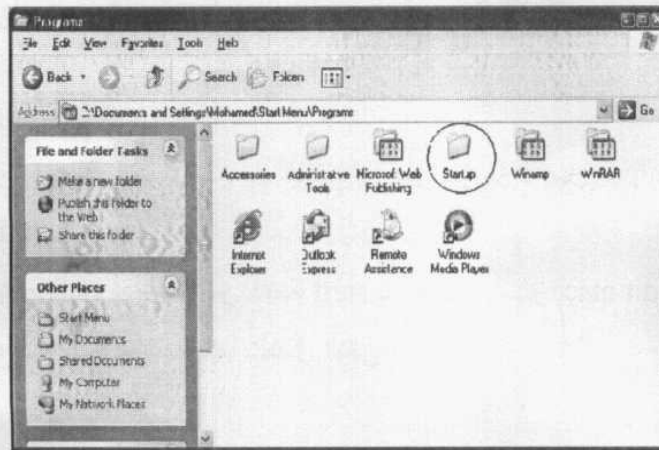 Programs
File Edit View Favorites Tools Help
Back Search Folders
Address C:\Documents and Settings\Mohamed\Start Menu\Programs Go
File and Folder Tasks
Make a new folder
Publish this folder to
the Web
Share this folder
Other Places
Start Menu
My Documents
Shared Documents
My Computer
My Network Places
Accessories
Administrative
Tools
Microsoft Web
Publishing
Startup
Winamp
WinRAR
Internet
Explorer
Outlook
Express
Remote
Assistance
Windows
Media Player